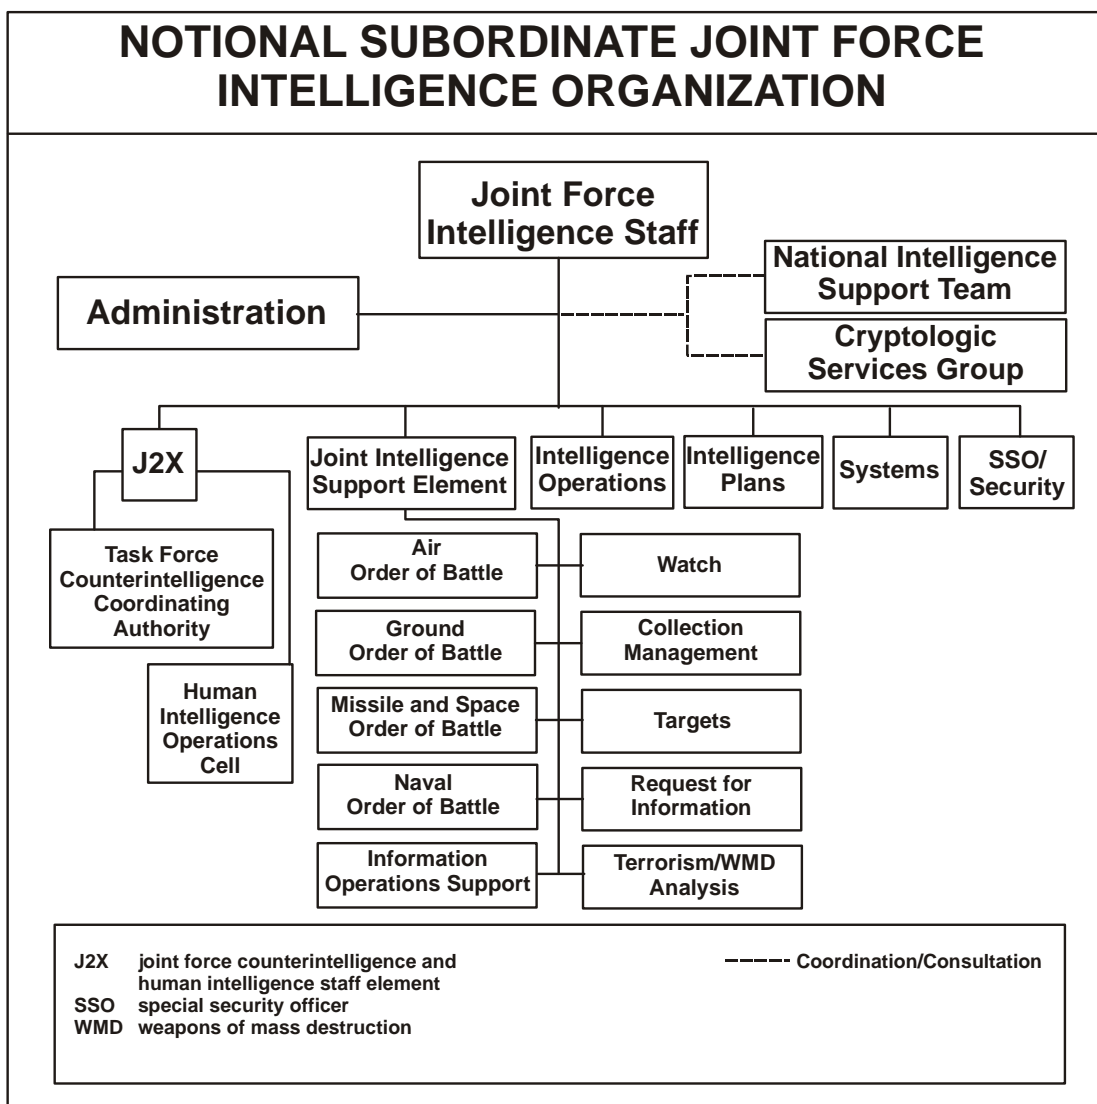 NOTIONAL SUBORDINATE JOINT FORCE
INTELLIGENCE ORGANIZATION
Joint Force
Intelligence Staff
National Intelligence
Support Team
Administration
Cryptologic
Services Group
J2X
Joint Intelligence
Support Element
Intelligence
Operations
Intelligence
Plans
Systems
SSO/
Security
Task Force
Counterintelligence
Coordinating
Authority
Human
Intelligence
Operations
Cell
Air
Order of Battle
Watch
Ground
Order of Battle
Collection
Management
Missile and Space
Order of Battle
Targets
Naval
Order of Battle
Request for
Information
Information
Operations Support
Terrorism/WMD
Analysis
J2X joint force counterintelligence and
human intelligence staff element
SSO special security officer
WMD weapons of mass destruction
Coordination/Consultation